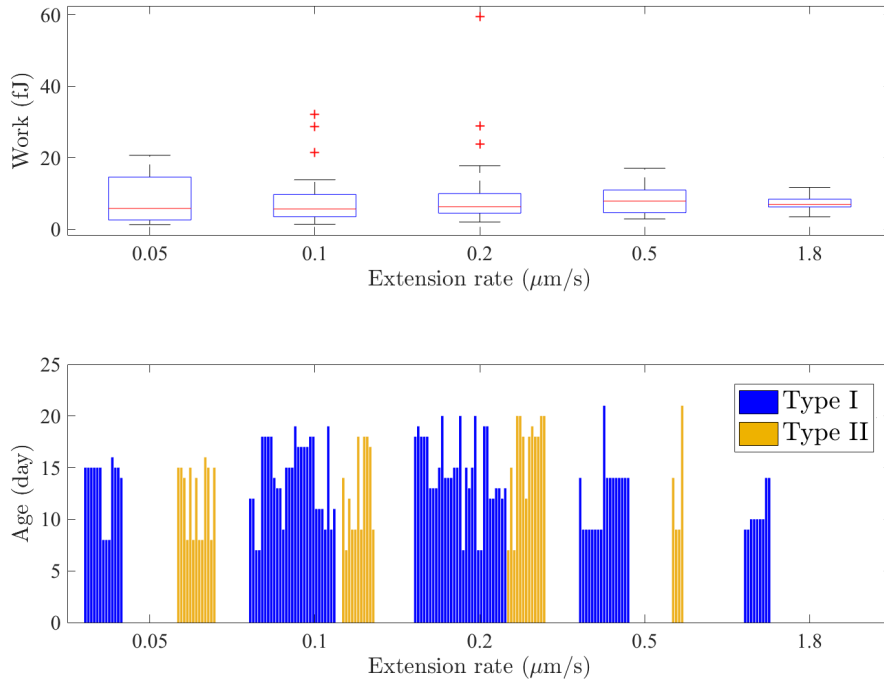 60
40
20
0
Work (fJ)
0.05 0.1 0.2 0.5 1.8
Extension rate (μm/s)
25
20
15
10
5
0
Age (day)
Type I
Type II
0.05 0.1 0.2 0.5 1.8
Extension rate (μm/s)